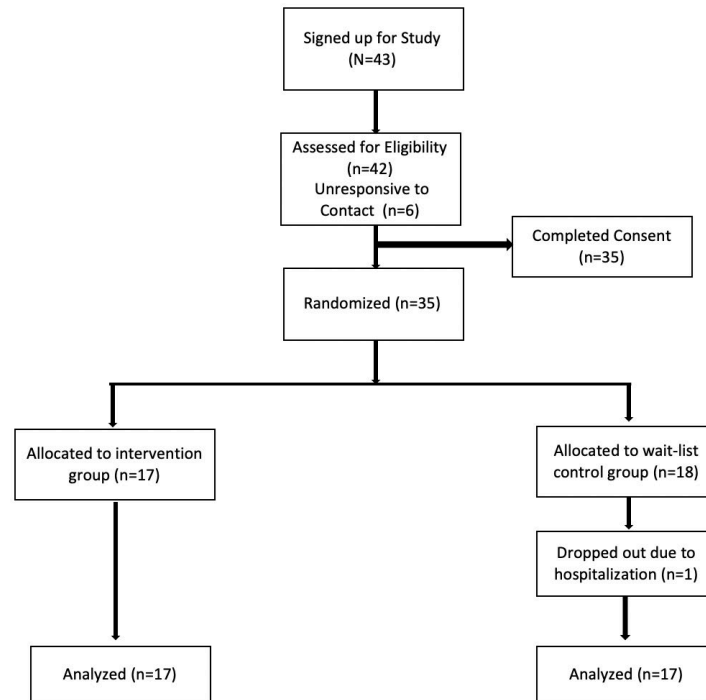 Signed up for Study
(N=43)
Assessed for Eligibility
(n=42)
Unresponsive to
Contact (n=6)
Completed Consent
(n=35)
Randomized (n=35)
Allocated to intervention
group (n=17)
Allocated to wait-list
control group (n=18)
Dropped out due to
hospitalization (n=1)
Analyzed (n=17)
Analyzed (n=17)